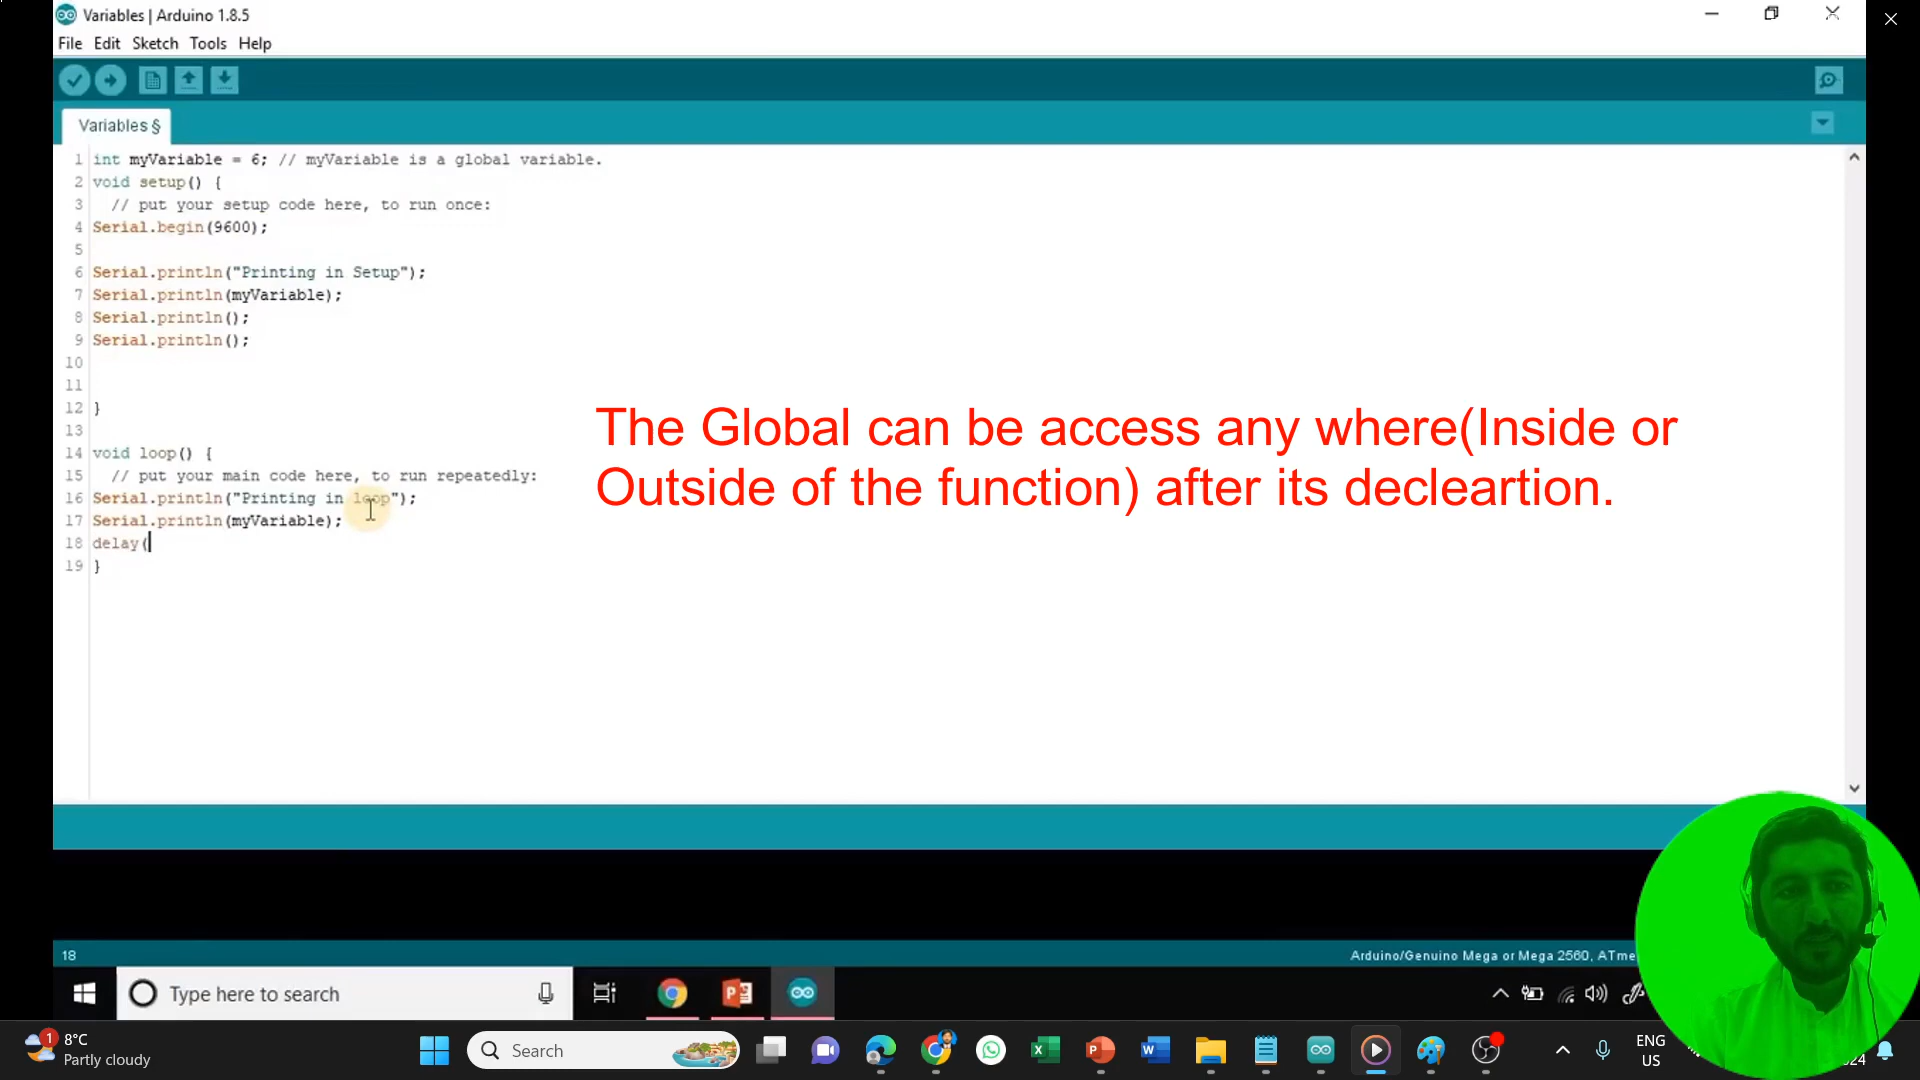 Variables | Arduino 1.8.5
File Edit Sketch Tools Help
Variables §
1 int myVariable = 6; // myVariable is a global variable.
2 void setup() {
3 // put your setup code here, to run once:
4 Serial.begin(9600);
5
6 Serial.println("Printing in Setup");
7 Serial.println(myVariable);
8 Serial.println();
9 Serial.println();
10
11
12 }
13
14 void loop() {
15 // put your main code here, to run repeatedly:
16 Serial.println("Printing in loop");
17 Serial.println(myVariable);
18 delay(
19 }
The Global can be access any where(Inside or
Outside of the function) after its decleartion.
18
Arduino/Genuino Mega or Mega 2560, ATme
Type here to search
1
8°C
Partly cloudy
Search
ENG
US